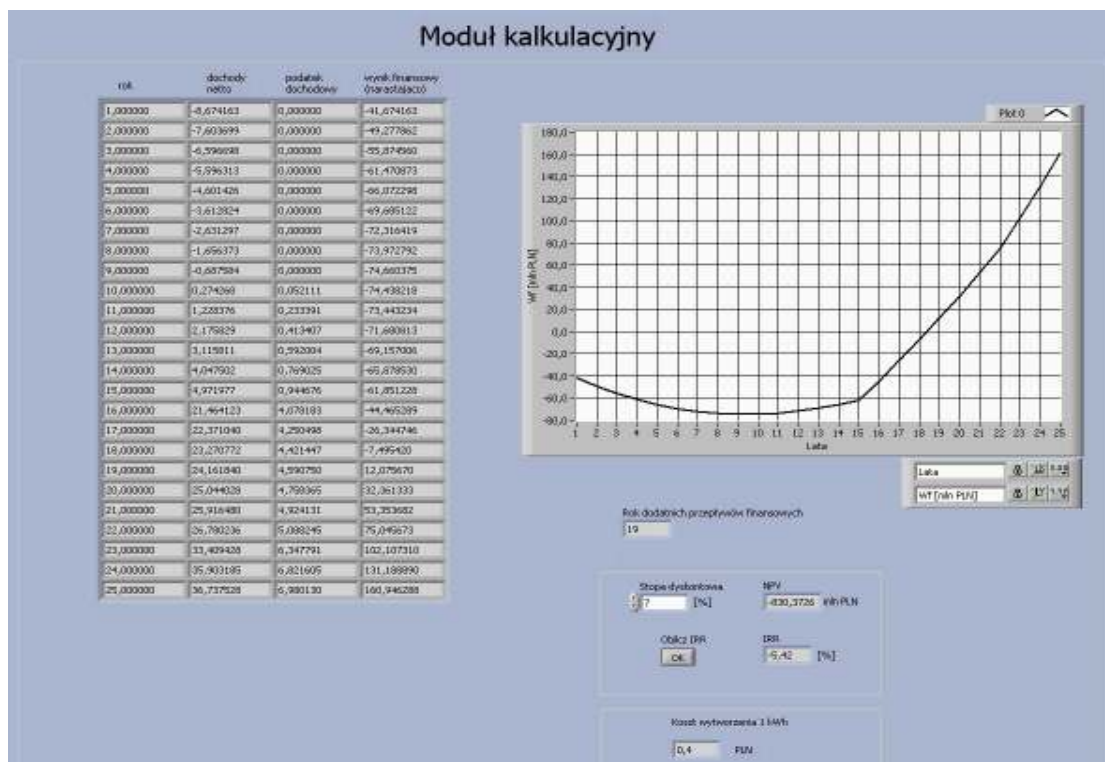 Moduł kalkulacyjny
rok dochody netto podatek dochodowy wynik finansowy (narastająco)
1,000000 -8,674163 0,000000 -41,674163
2,000000 -7,603699 0,000000 -49,277862
3,000000 -6,596698 0,000000 -55,874560
4,000000 -5,596313 0,000000 -61,470873
5,000000 -4,601426 0,000000 -66,072298
6,000000 -3,612824 0,000000 -69,685122
7,000000 -2,631297 0,000000 -72,316419
8,000000 -1,656373 0,000000 -73,972792
9,000000 -0,687584 0,000000 -74,660375
10,000000 0,274268 0,052111 -74,438218
11,000000 1,228376 0,233391 -73,443234
12,000000 2,175829 0,413407 -71,680813
13,000000 3,115811 0,592004 -69,157006
14,000000 4,047502 0,769025 -65,878530
15,000000 4,971977 0,944676 -61,851228
16,000000 21,464123 4,078183 -44,465289
17,000000 22,371040 4,250498 -26,344746
18,000000 23,270772 4,421447 -7,495420
19,000000 24,161840 4,590750 12,075670
20,000000 25,044028 4,758365 32,361333
21,000000 25,916480 4,924131 53,353682
22,000000 26,780236 5,088245 75,045673
23,000000 33,409428 6,347791 102,107310
24,000000 35,903185 6,821605 131,188890
25,000000 36,737528 6,980130 160,946288
Plot 0
180,0
160,0
140,0
120,0
100,0
80,0
60,0
40,0
20,0
0,0
-20,0
-40,0
-60,0
-80,0
Wf [mln PLN]
1 2 3 4 5 6 7 8 9 10 11 12 13 14 15 16 17 18 19 20 21 22 23 24 25
Lata
Lata
Wf [mln PLN]
Rok dodatnich przepływów finansowych
19
Stopa dyskontowa NPV
7 [%] -830,3726 mln PLN
Oblicz IRR IRR
OK -5,42 [%]
Koszt wytworzenia 1 kWh
0,4 PLN